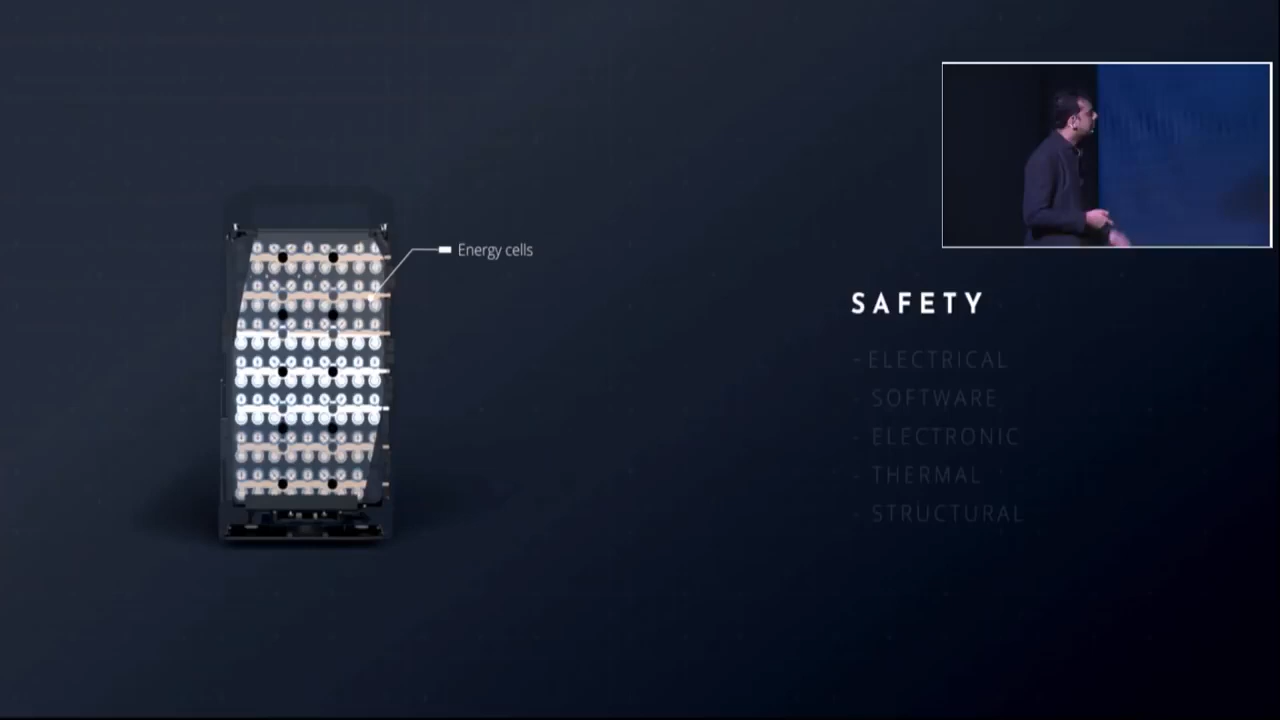 Energy cells
SAFETY
- ELECTRICAL
- SOFTWARE
- ELECTRONIC
- THERMAL
- STRUCTURAL